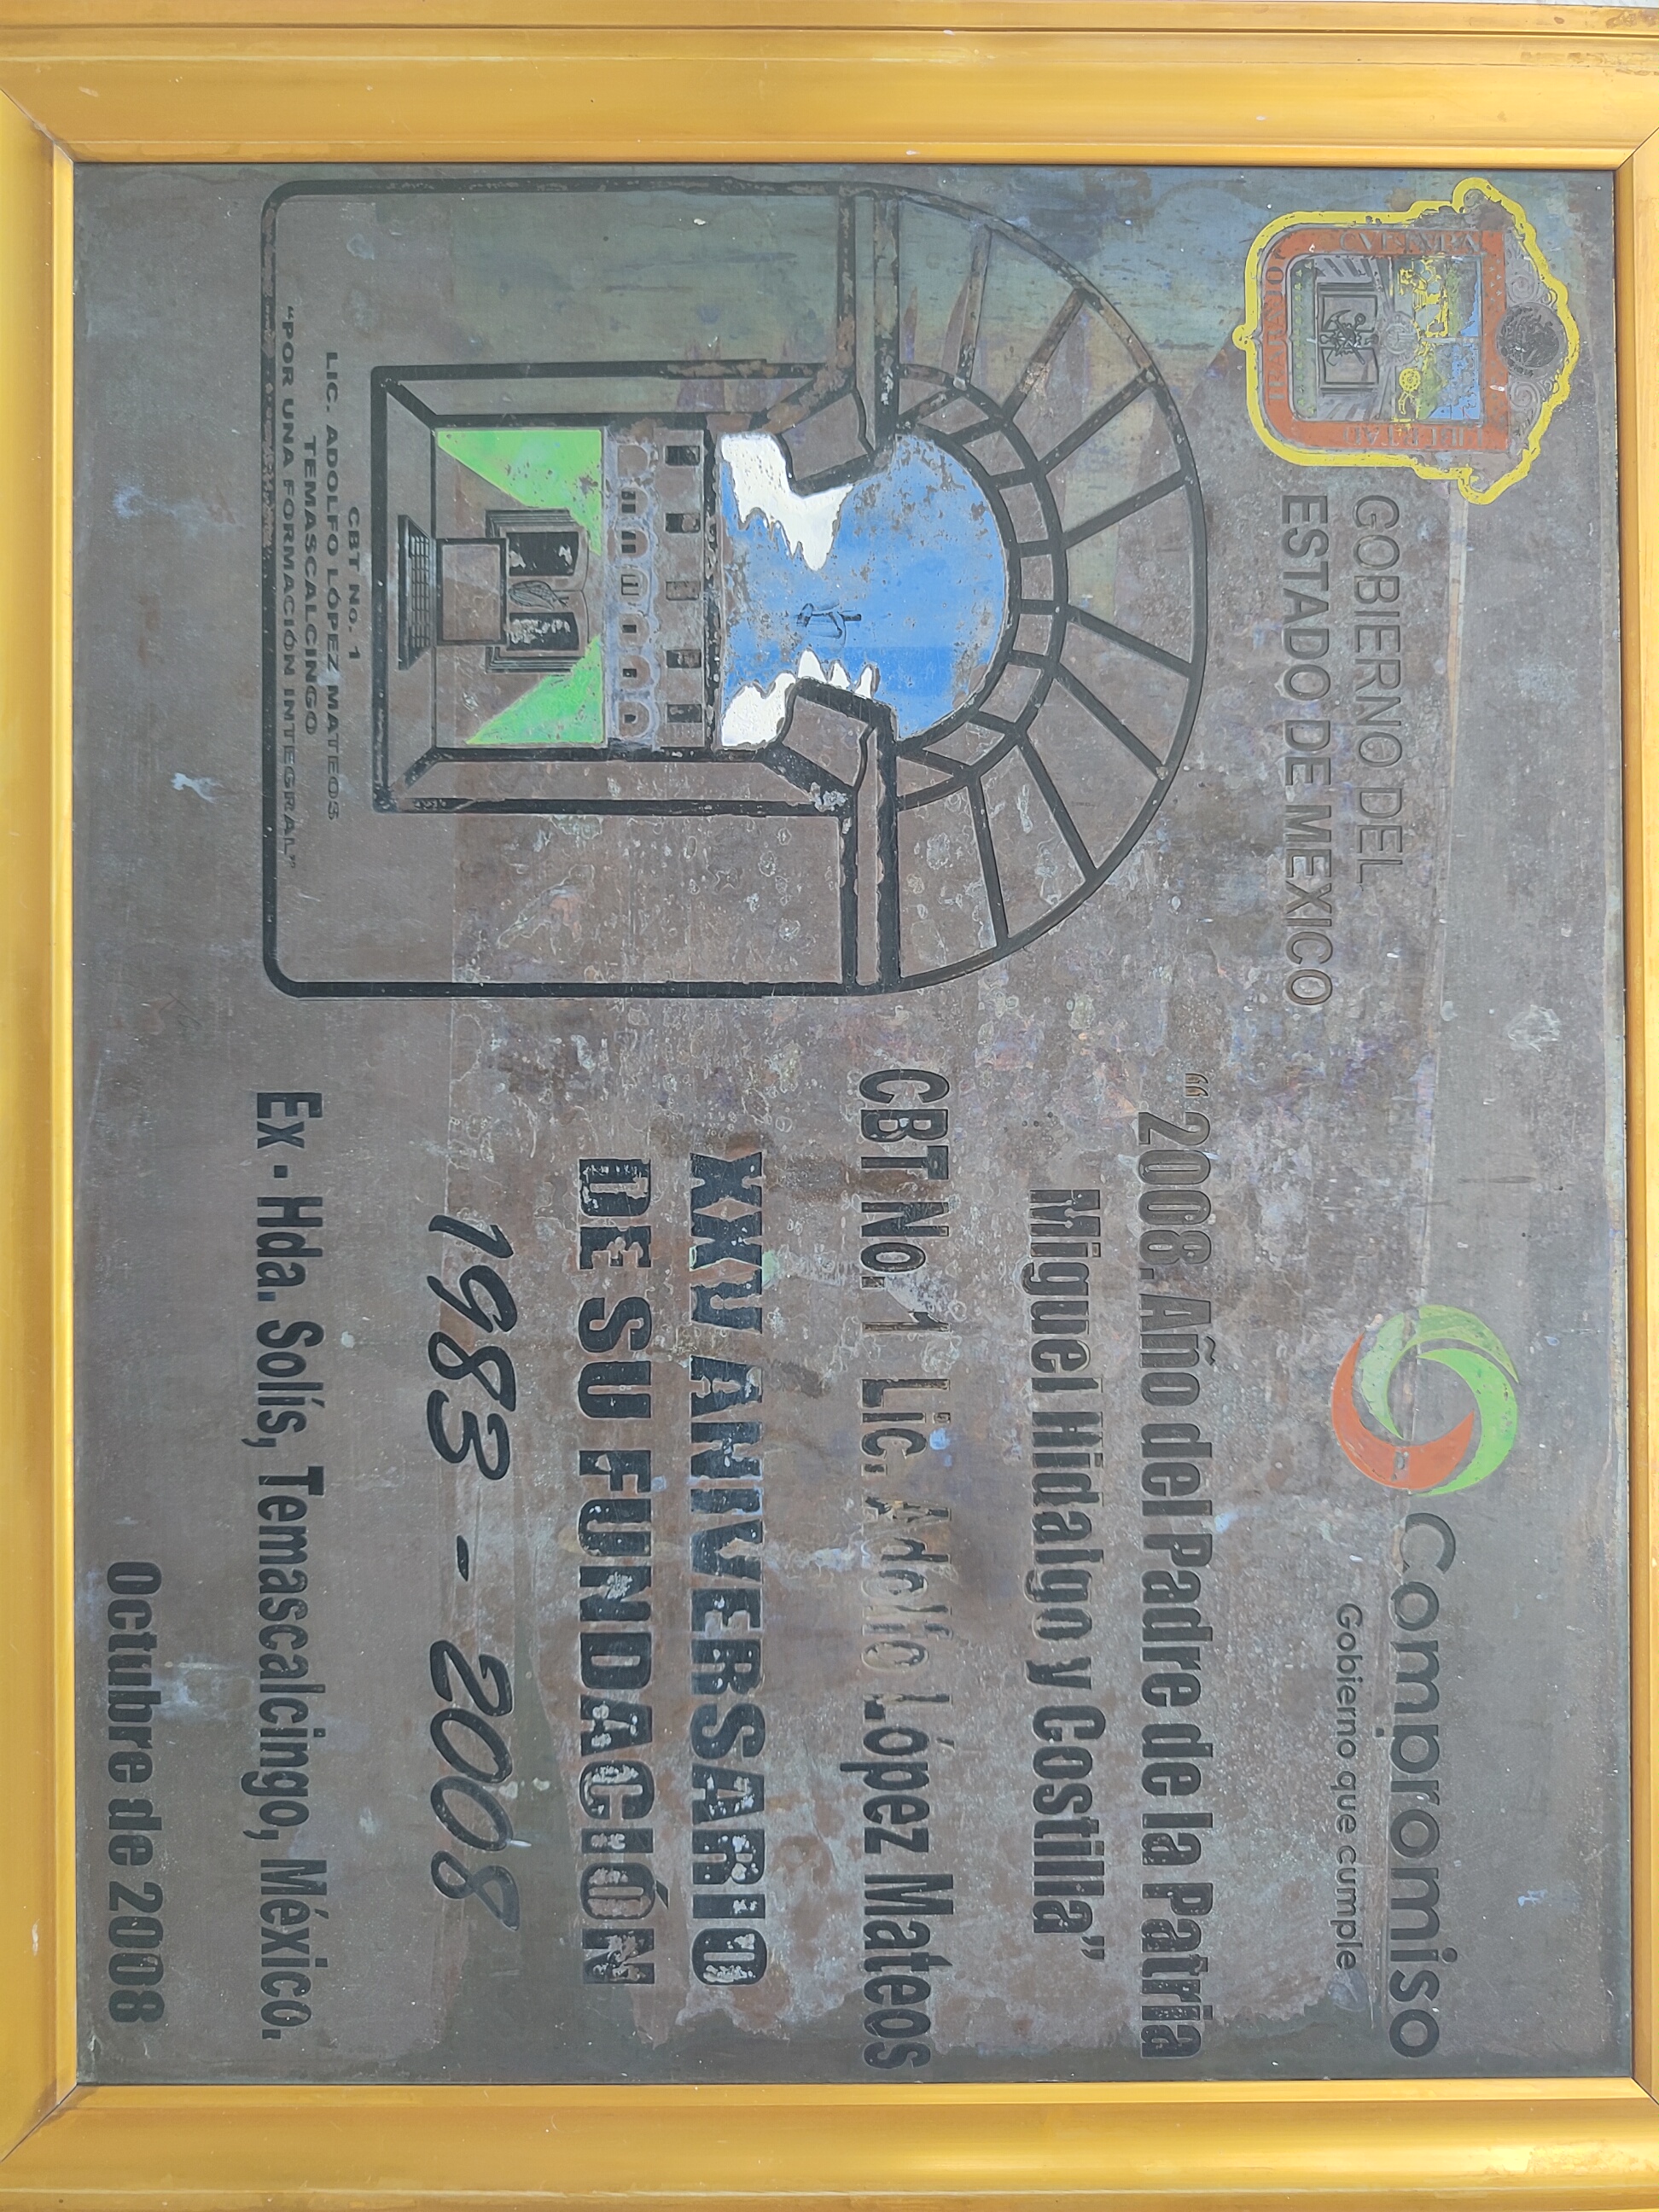 GOBIERNO DEL
ESTADO DE MEXICO
Compromiso
Gobierno que cumple
"2008. Año del Padre de la Patria
Miguel Hidalgo y Costilla"
CBT No. 1 Lic. Adolfo López Mateos
XXV ANIVERSARIO
DE SU FUNDACIÓN
1983 - 2008
Ex - Hda. Solís, Temascalcingo, México.
Octubre de 2008
CBT No. 1
LIC. ADOLFO LÓPEZ MATEOS
TEMASCALCINGO
"POR UNA FORMACIÓN INTEGRAL"
LIBERTAD